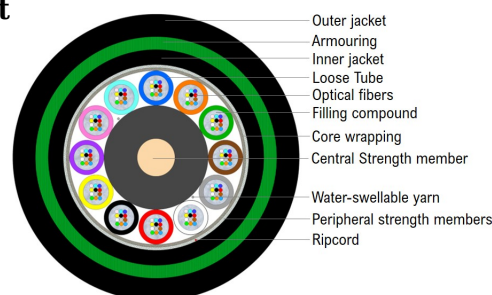 t
Outer jacket
Armouring
Inner jacket
Loose Tube
Optical fibers
Filling compound
Core wrapping
Central Strength member
Water-swellable yarn
Peripheral strength members
Ripcord